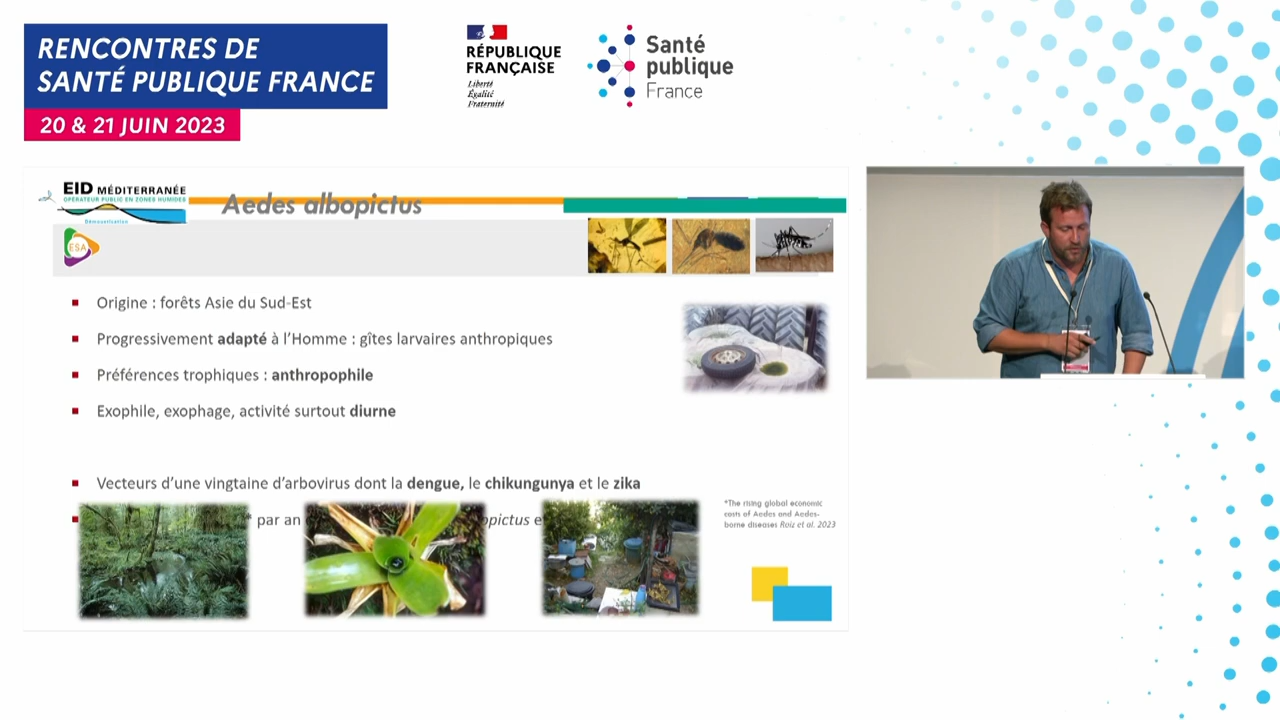 RENCONTRES DE
SANTÉ PUBLIQUE FRANCE
20 & 21 JUIN 2023
RÉPUBLIQUE
FRANÇAISE
Liberté
Égalité
Fraternité
Santé
publique
France
EID MÉDITERRANÉE
OPÉRATEUR PUBLIC EN ZONES HUMIDES
Démoustication
Aedes albopictus
ESA
Origine : forêts Asie du Sud-Est
Progressivement adapté à l'Homme : gîtes larvaires anthropiques
Préférences trophiques : anthropophile
Exophile, exophage, activité surtout diurne
Vecteurs d'une vingtaine d'arbovirus dont la dengue, le chikungunya et le zika
* par an
opictus e
*The rising global economic
costs of Aedes and Aedes-
borne diseases Roiz et al. 2023